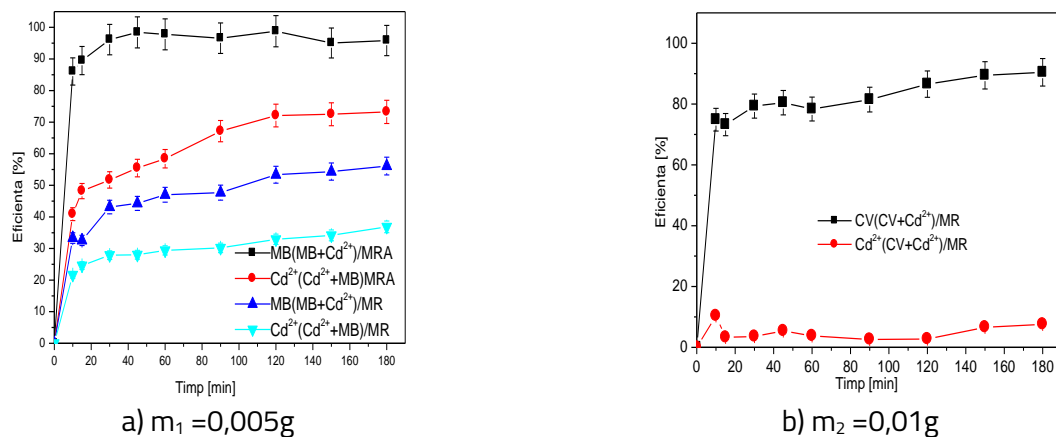 Eficienta [%]
100
90
80
70
60
50
40
30
20
10
0
MB(MB+Cd²⁺)/MRA
Cd²⁺(Cd²⁺+MB)MRA
MB(MB+Cd²⁺)/MR
Cd²⁺(Cd²⁺+MB)/MR
0 20 40 60 80 100 120 140 160 180
Timp [min]
a) m₁ =0,005g
Eficienta [%]
100
80
60
40
20
0
CV(CV+Cd²⁺)/MR
Cd²⁺(CV+Cd²⁺)/MR
0 20 40 60 80 100 120 140 160 180
Timp [min]
b) m₂ =0,01g